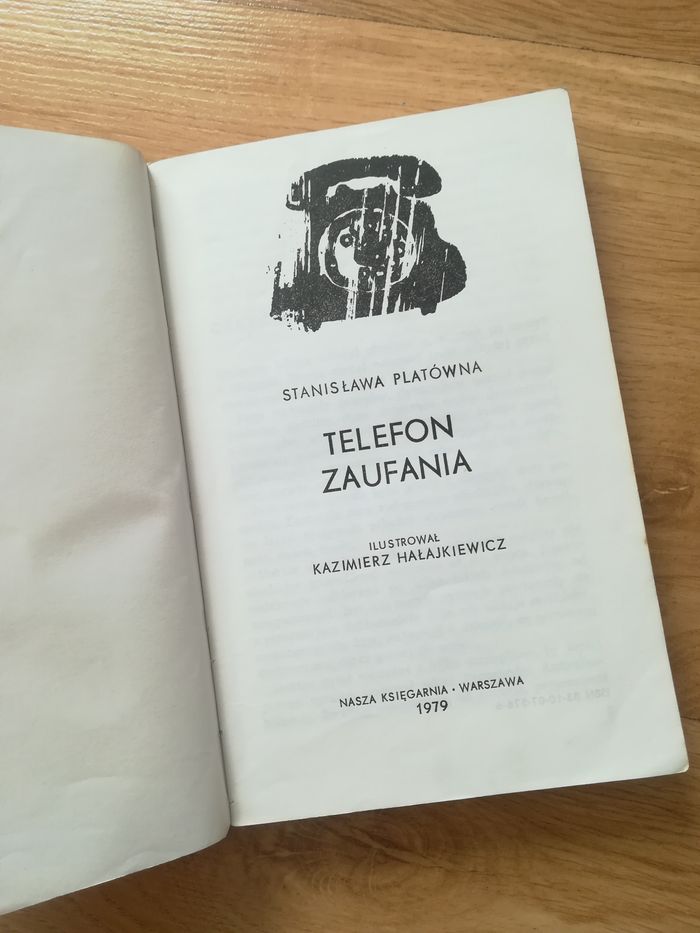 STANISŁAWA PLATÓWNA
TELEFON
ZAUFANIA
ILUSTROWAŁ
KAZIMIERZ HAŁAJKIEWICZ
NASZA KSIĘGARNIA • WARSZAWA
1979